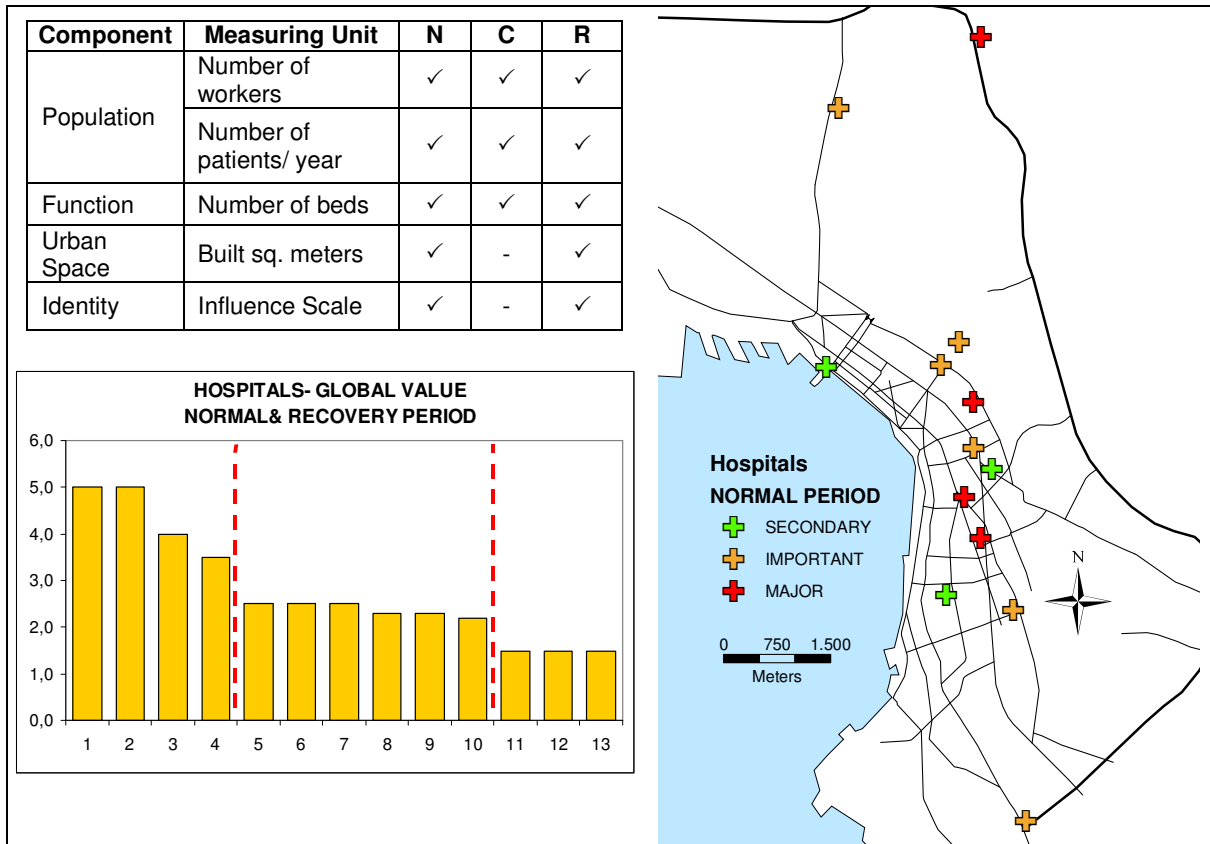 Component Measuring Unit N C R
Population
Number of
workers
✓ ✓ ✓
Number of
patients/ year
✓ ✓ ✓
Function Number of beds ✓ ✓ ✓
Urban
Space
Built sq. meters ✓ - ✓
Identity Influence Scale ✓ - ✓
HOSPITALS- GLOBAL VALUE
NORMAL& RECOVERY PERIOD
6,0
5,0
4,0
3,0
2,0
1,0
0,0
1 2 3 4 5 6 7 8 9 10 11 12 13
Hospitals
NORMAL PERIOD
SECONDARY
IMPORTANT
MAJOR
N
0 750 1.500
Meters